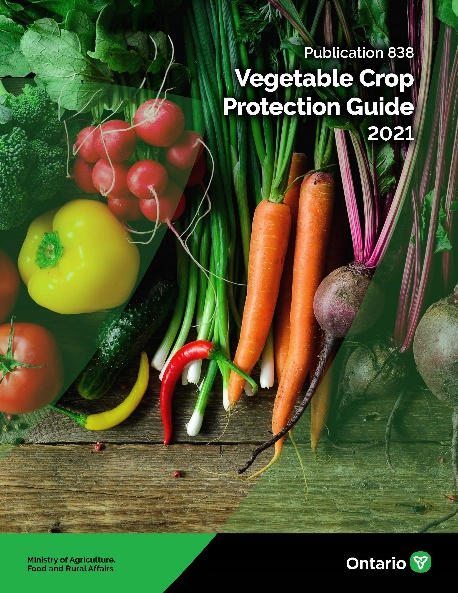 Publication 838
Vegetable Crop
Protection Guide
2021
Ministry of Agriculture,
Food and Rural Affairs
Ontario